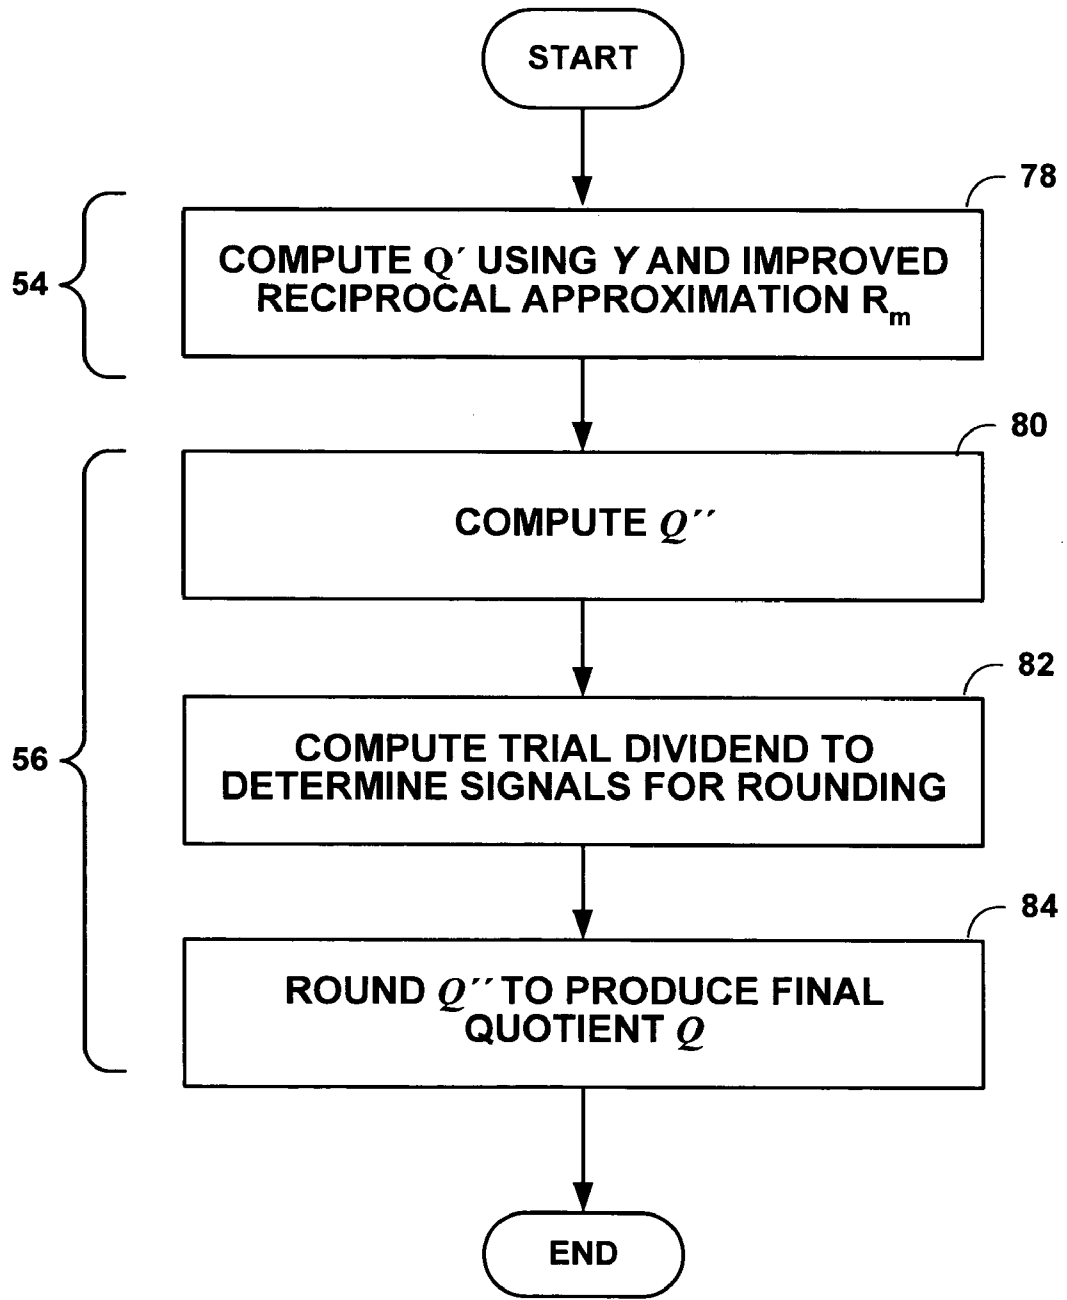 START
78
COMPUTE Q′ USING Y AND IMPROVED
RECIPROCAL APPROXIMATION Rm
54
80
COMPUTE Q′′
82
COMPUTE TRIAL DIVIDEND TO
DETERMINE SIGNALS FOR ROUNDING
56
84
ROUND Q′′ TO PRODUCE FINAL
QUOTIENT Q
END